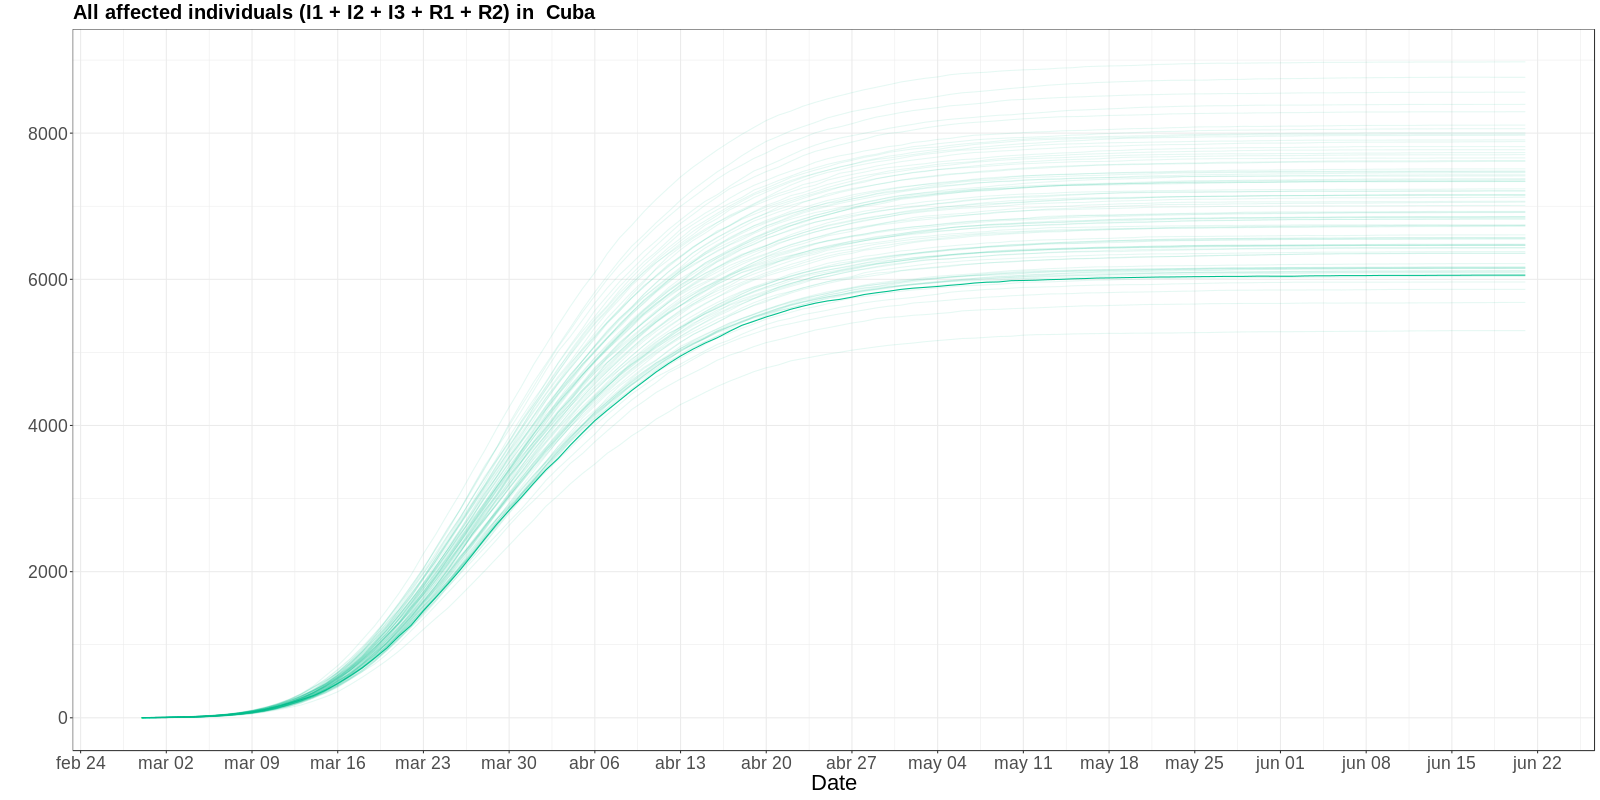 All affected individuals (I1 + I2 + I3 + R1 + R2) in  Cuba
8000
6000
4000
2000
0
feb 24 mar 02 mar 09 mar 16 mar 23 mar 30 abr 06 abr 13 abr 20 abr 27 may 04 may 11 may 18 may 25 jun 01 jun 08 jun 15 jun 22
Date